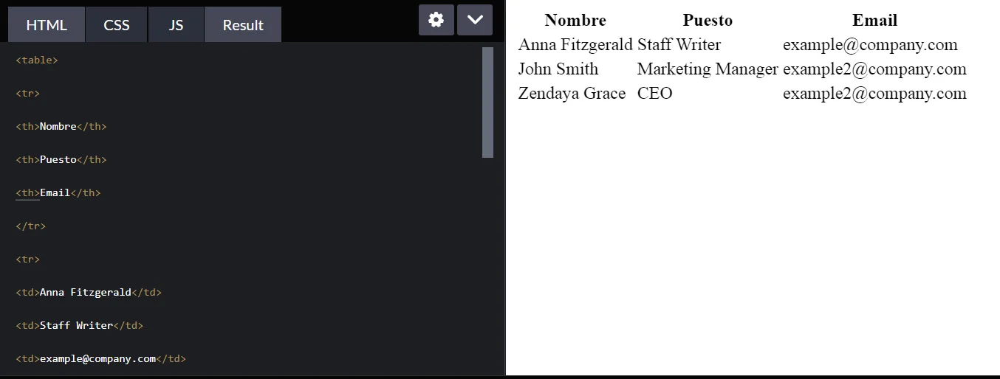 HTML CSS JS Result
<table>
<tr>
<th>Nombre</th>
<th>Puesto</th>
<th>Email</th>
</tr>
<tr>
<td>Anna Fitzgerald</td>
<td>Staff Writer</td>
<td>example@company.com</td>
Nombre Puesto Email
Anna Fitzgerald Staff Writer example@company.com
John Smith Marketing Manager example2@company.com
Zendaya Grace CEO example2@company.com